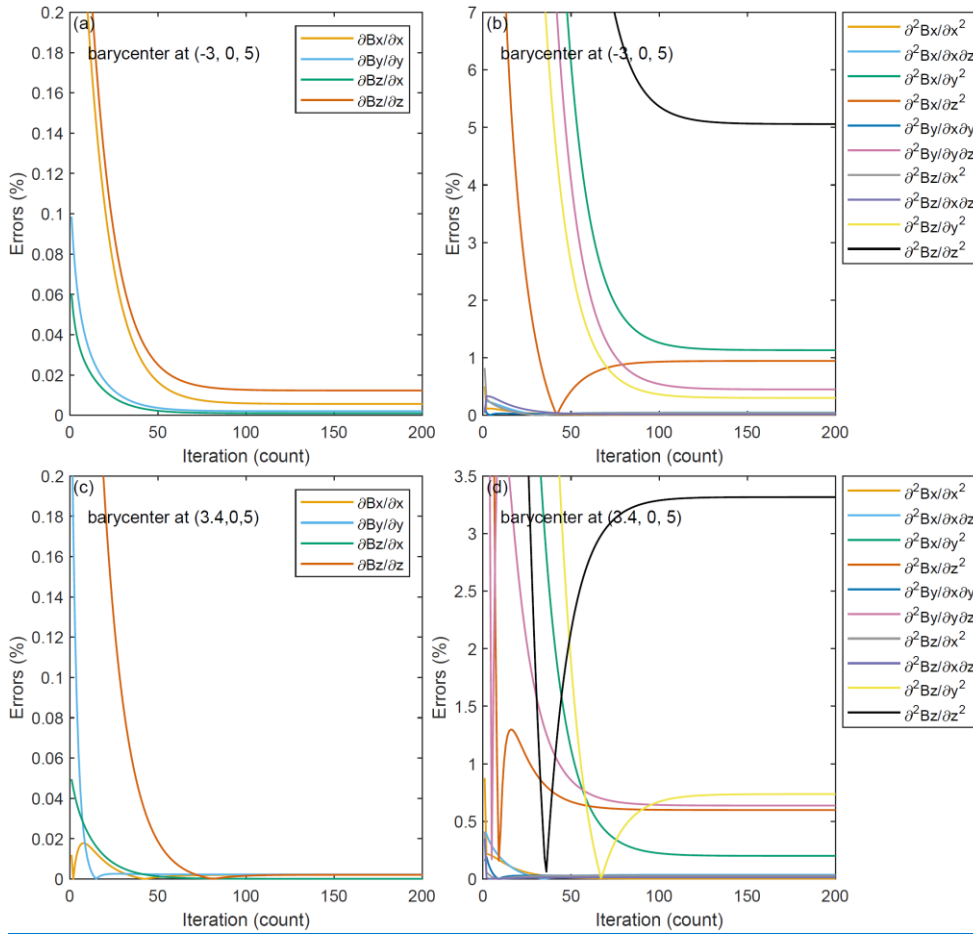 (a)
barycenter at (-3, 0, 5)
∂Bx/∂x
∂By/∂y
∂Bz/∂x
∂Bz/∂z
0.2
0.18
0.16
0.14
0.12
0.1
0.08
0.06
0.04
0.02
0
Errors (%)
0 50 100 150 200
Iteration (count)
(b)
barycenter at (-3, 0, 5)
7
6
5
4
3
2
1
0
Errors (%)
0 50 100 150 200
Iteration (count)
∂²Bx/∂x²
∂²Bx/∂x∂z
∂²Bx/∂y²
∂²Bx/∂z²
∂²By/∂x∂y
∂²By/∂y∂z
∂²Bz/∂x²
∂²Bz/∂x∂z
∂²Bz/∂y²
∂²Bz/∂z²
(c)
barycenter at (3.4,0,5)
∂Bx/∂x
∂By/∂y
∂Bz/∂x
∂Bz/∂z
0.2
0.18
0.16
0.14
0.12
0.1
0.08
0.06
0.04
0.02
0
Errors (%)
0 50 100 150 200
Iteration (count)
(d)
barycenter at (3.4, 0, 5)
3.5
3
2.5
2
1.5
1
0.5
0
Errors (%)
0 50 100 150 200
Iteration (count)
∂²Bx/∂x²
∂²Bx/∂x∂z
∂²Bx/∂y²
∂²Bx/∂z²
∂²By/∂x∂y
∂²By/∂y∂z
∂²Bz/∂x²
∂²Bz/∂x∂z
∂²Bz/∂y²
∂²Bz/∂z²